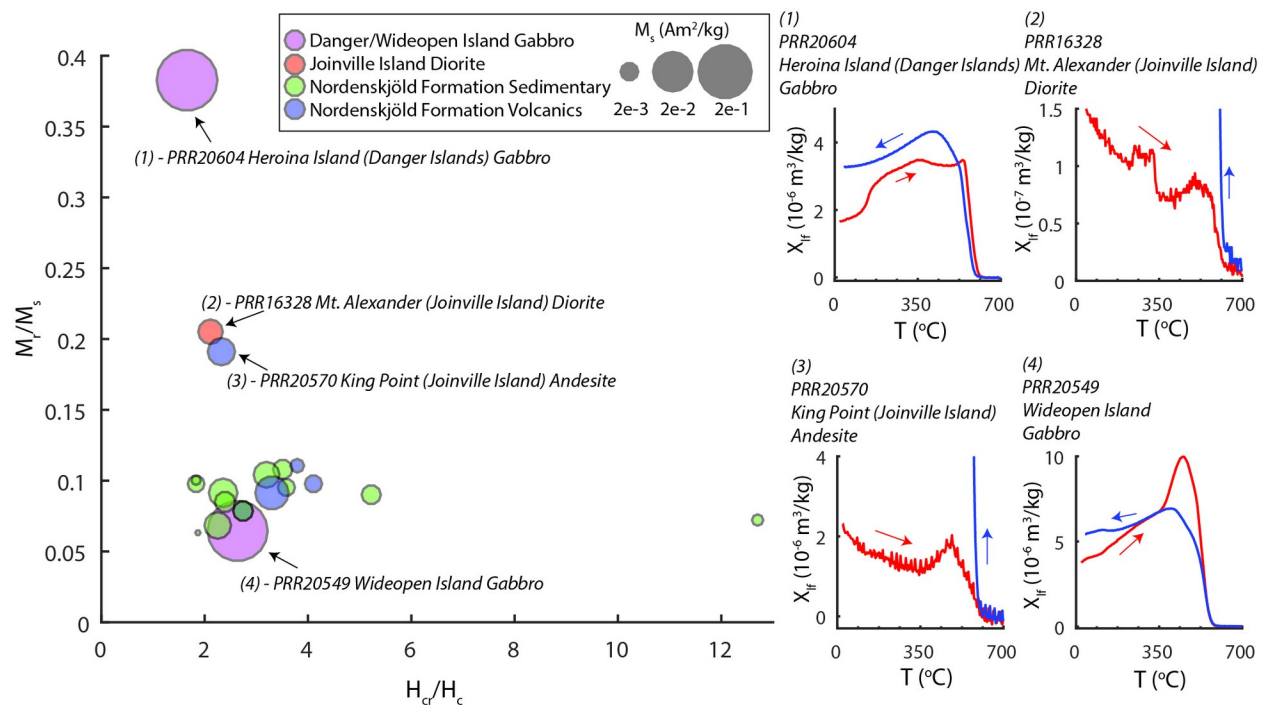 Danger/Wideopen Island Gabbro
Joinville Island Diorite
Nordenskjöld Formation Sedimentary
Nordenskjöld Formation Volcanics
Ms (Am²/kg)
2e-3 2e-2 2e-1
0.4
0.35
0.3
0.25
0.2
0.15
0.1
0.05
0
Mr/Ms
(1) - PRR20604 Heroina Island (Danger Islands) Gabbro
(2) - PRR16328 Mt. Alexander (Joinville Island) Diorite
(3) - PRR20570 King Point (Joinville Island) Andesite
(4) - PRR20549 Wideopen Island Gabbro
0 2 4 6 8 10 12
Hcr/Hc
(1)
PRR20604
Heroina Island (Danger Islands)
Gabbro
Xlf (10⁻⁶ m³/kg)
4
2
0
0 350 700
T (ºC)
(2)
PRR16328
Mt. Alexander (Joinville Island)
Diorite
Xlf (10⁻⁷ m³/kg)
1.5
1
0.5
0
0 350 700
T (ºC)
(3)
PRR20570
King Point (Joinville Island)
Andesite
Xlf (10⁻⁶ m³/kg)
4
2
0
0 350 700
T (ºC)
(4)
PRR20549
Wideopen Island
Gabbro
Xlf (10⁻⁶ m³/kg)
10
5
0
0 350 700
T (ºC)